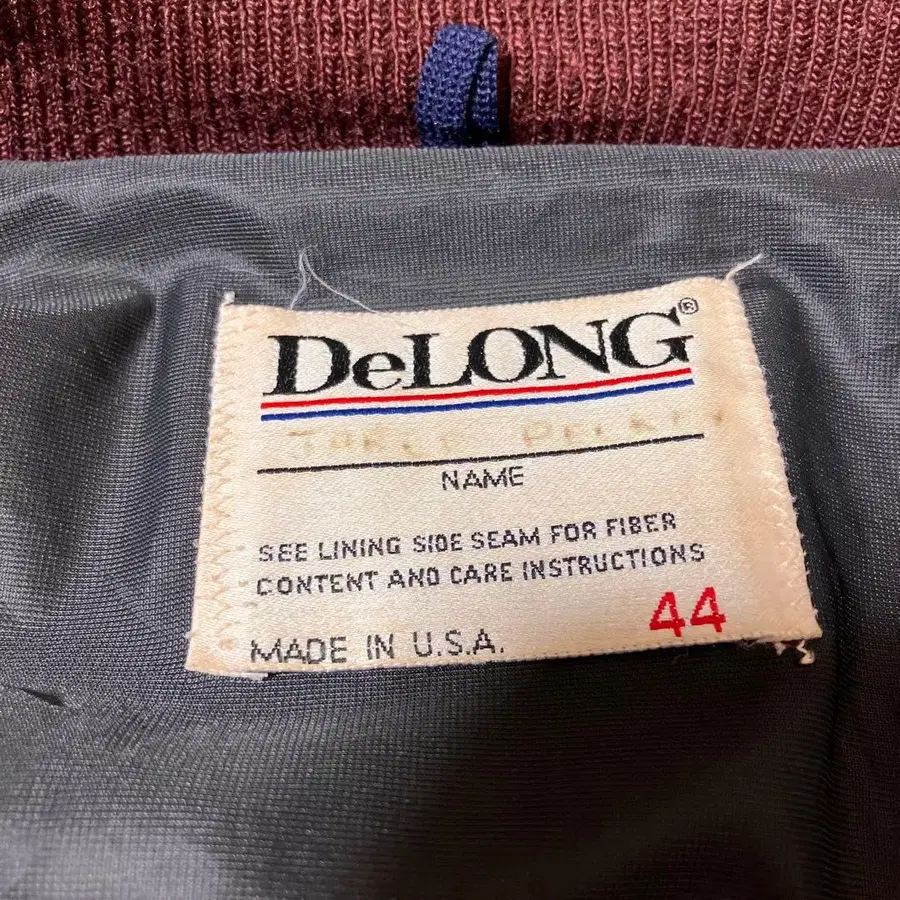 DeLONG®
NAME
SEE LINING SIDE SEAM FOR FIBER
CONTENT AND CARE INSTRUCTIONS
44
MADE IN U.S.A.